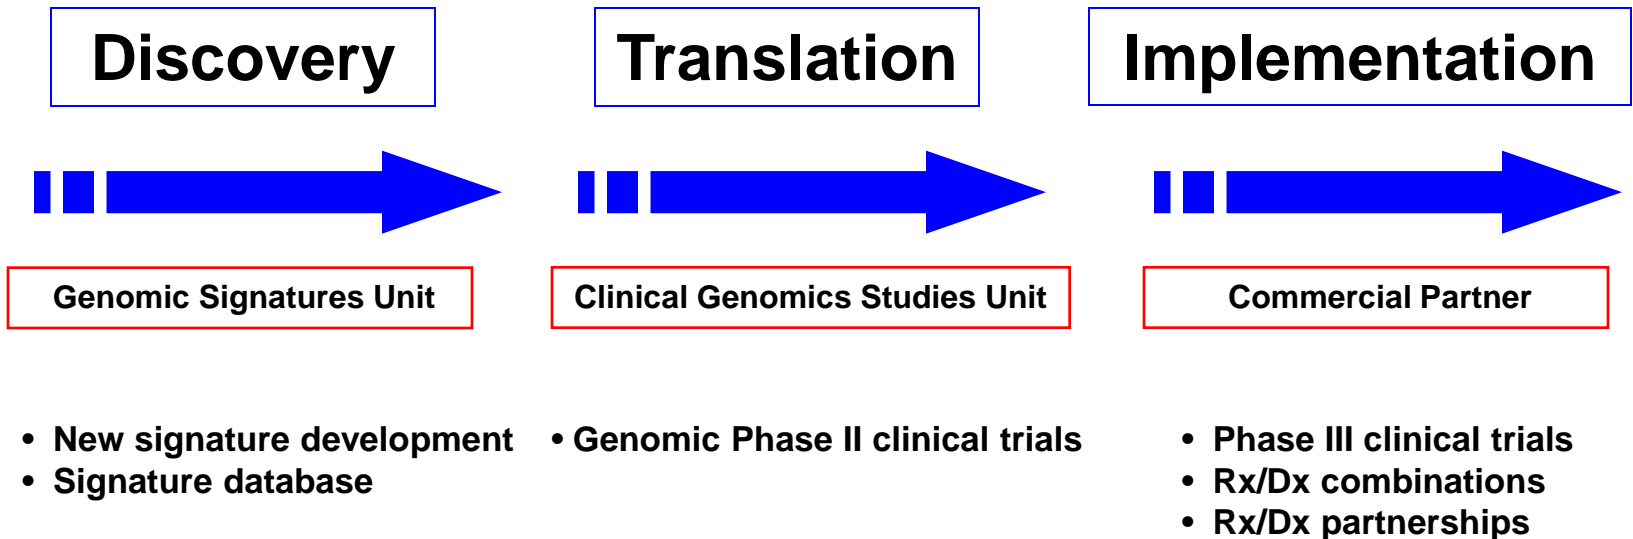 Discovery
Translation
Implementation
Genomic Signatures Unit
Clinical Genomics Studies Unit
Commercial Partner
• New signature development
• Signature database
• Genomic Phase II clinical trials
• Phase III clinical trials
• Rx/Dx combinations
• Rx/Dx partnerships